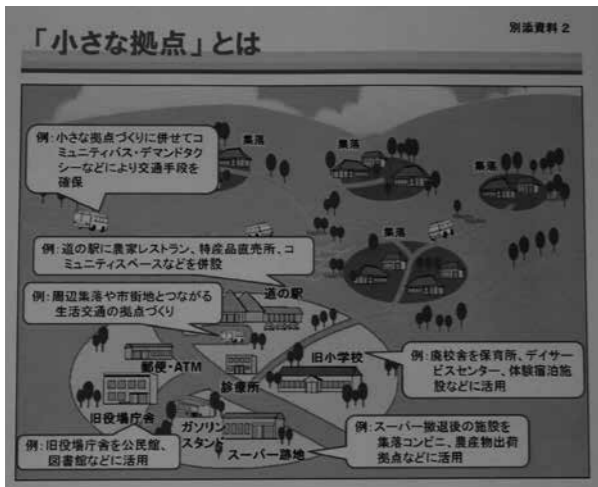 別添資料2
「小さな拠点」とは
例:小さな拠点づくりに併せてコ
ミュニティバス・デマンドタク
シーなどにより交通手段を
確保
集落
集落
集落
集落
例:道の駅に農家レストラン、特産品直売所、コ
ミュニティスペースなどを併設
道の駅
例:周辺集落や市街地とつながる
生活交通の拠点づくり
郵便・ATM
診療所
旧小学校
例:廃校舎を保育所、デイサー
ビスセンター、体験宿泊施
設などに活用
旧役場庁舎
ガソリン
スタンド
スーパー跡地
例:旧役場庁舎を公民館、
図書館などに活用
例:スーパー撤退後の施設を
集落コンビニ、農産物出荷
拠点などに活用